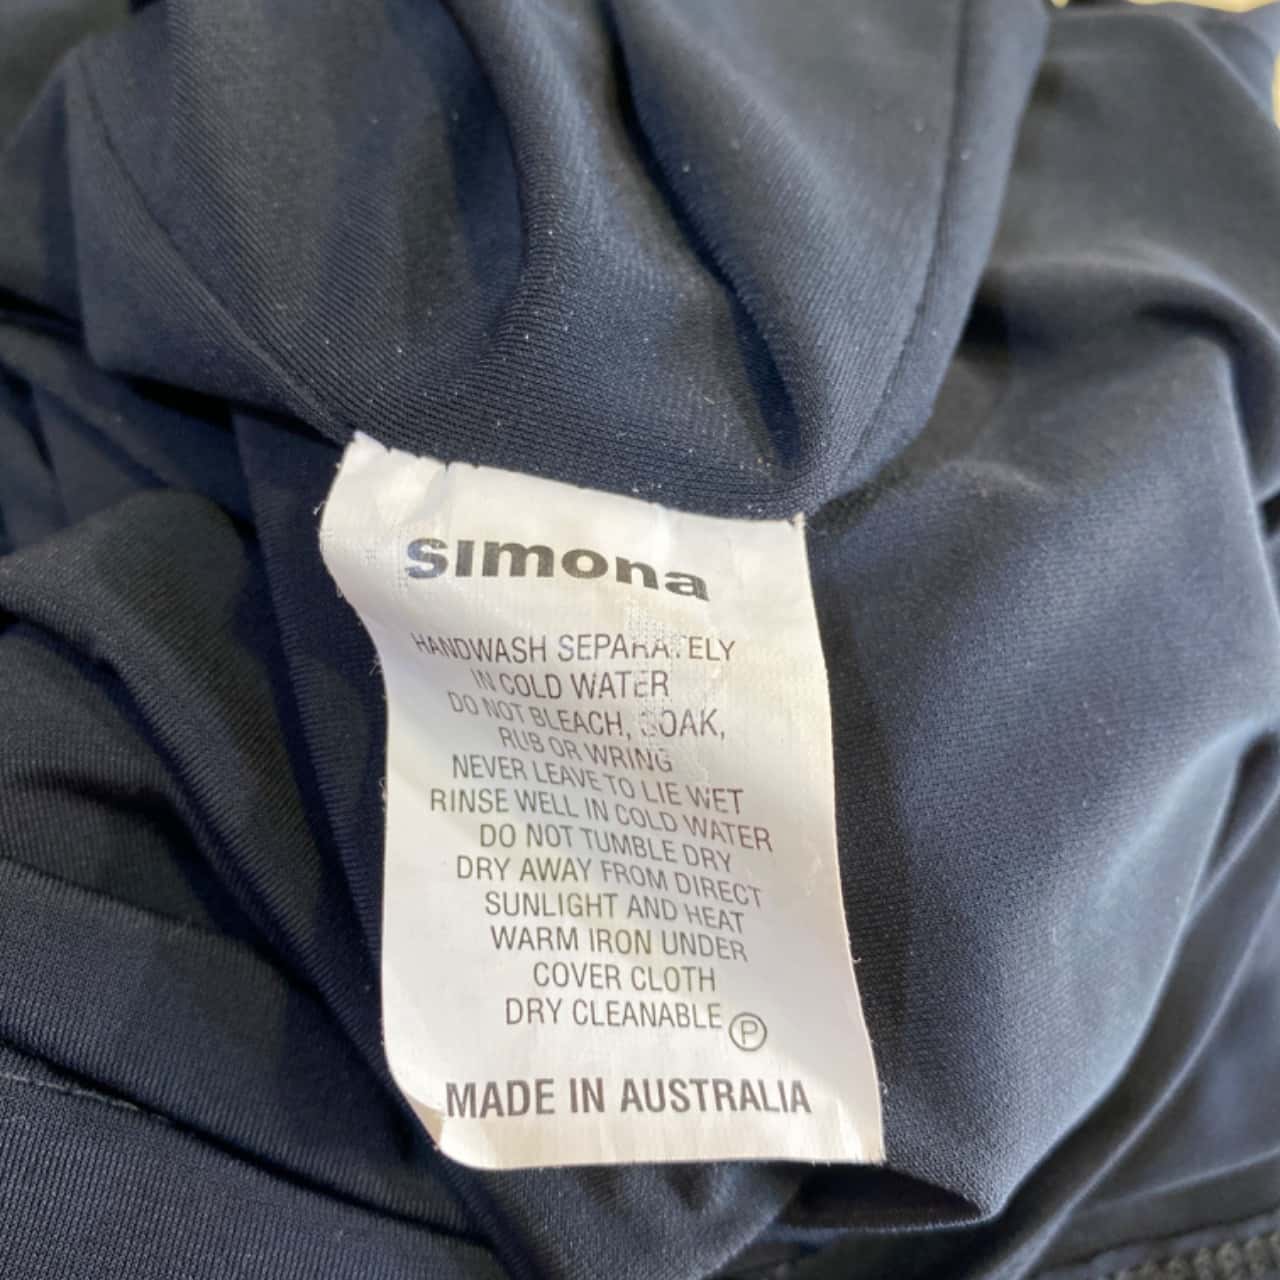 simona
HANDWASH SEPARATELY
IN COLD WATER
DO NOT BLEACH, SOAK,
RUB OR WRING
NEVER LEAVE TO LIE WET
RINSE WELL IN COLD WATER
DO NOT TUMBLE DRY
DRY AWAY FROM DIRECT
SUNLIGHT AND HEAT
WARM IRON UNDER
COVER CLOTH
DRY CLEANABLE Ⓟ
MADE IN AUSTRALIA